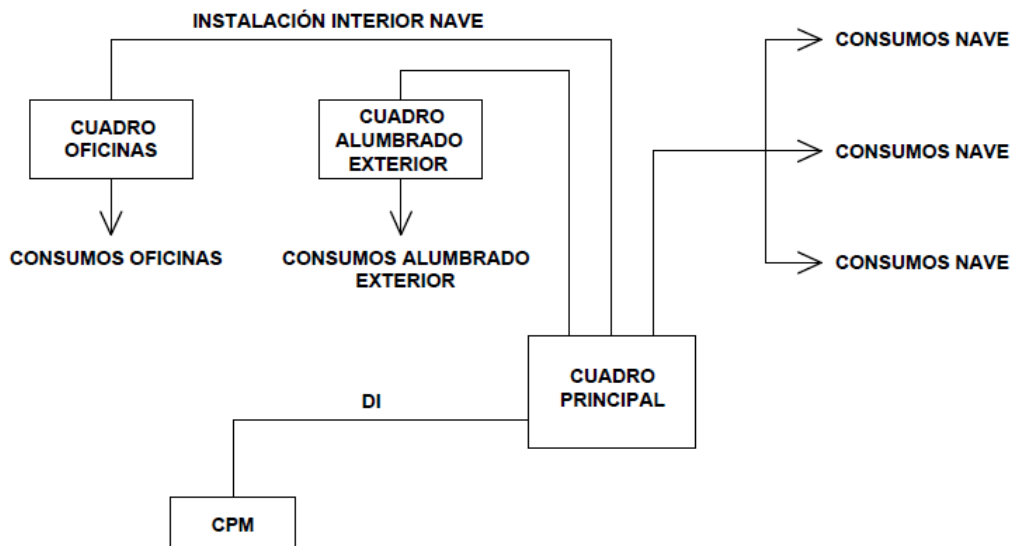 INSTALACIÓN INTERIOR NAVE
CONSUMOS NAVE
CUADRO
OFICINAS
CUADRO
ALUMBRADO
EXTERIOR
CONSUMOS NAVE
CONSUMOS OFICINAS
CONSUMOS ALUMBRADO
EXTERIOR
CONSUMOS NAVE
CUADRO
PRINCIPAL
DI
CPM